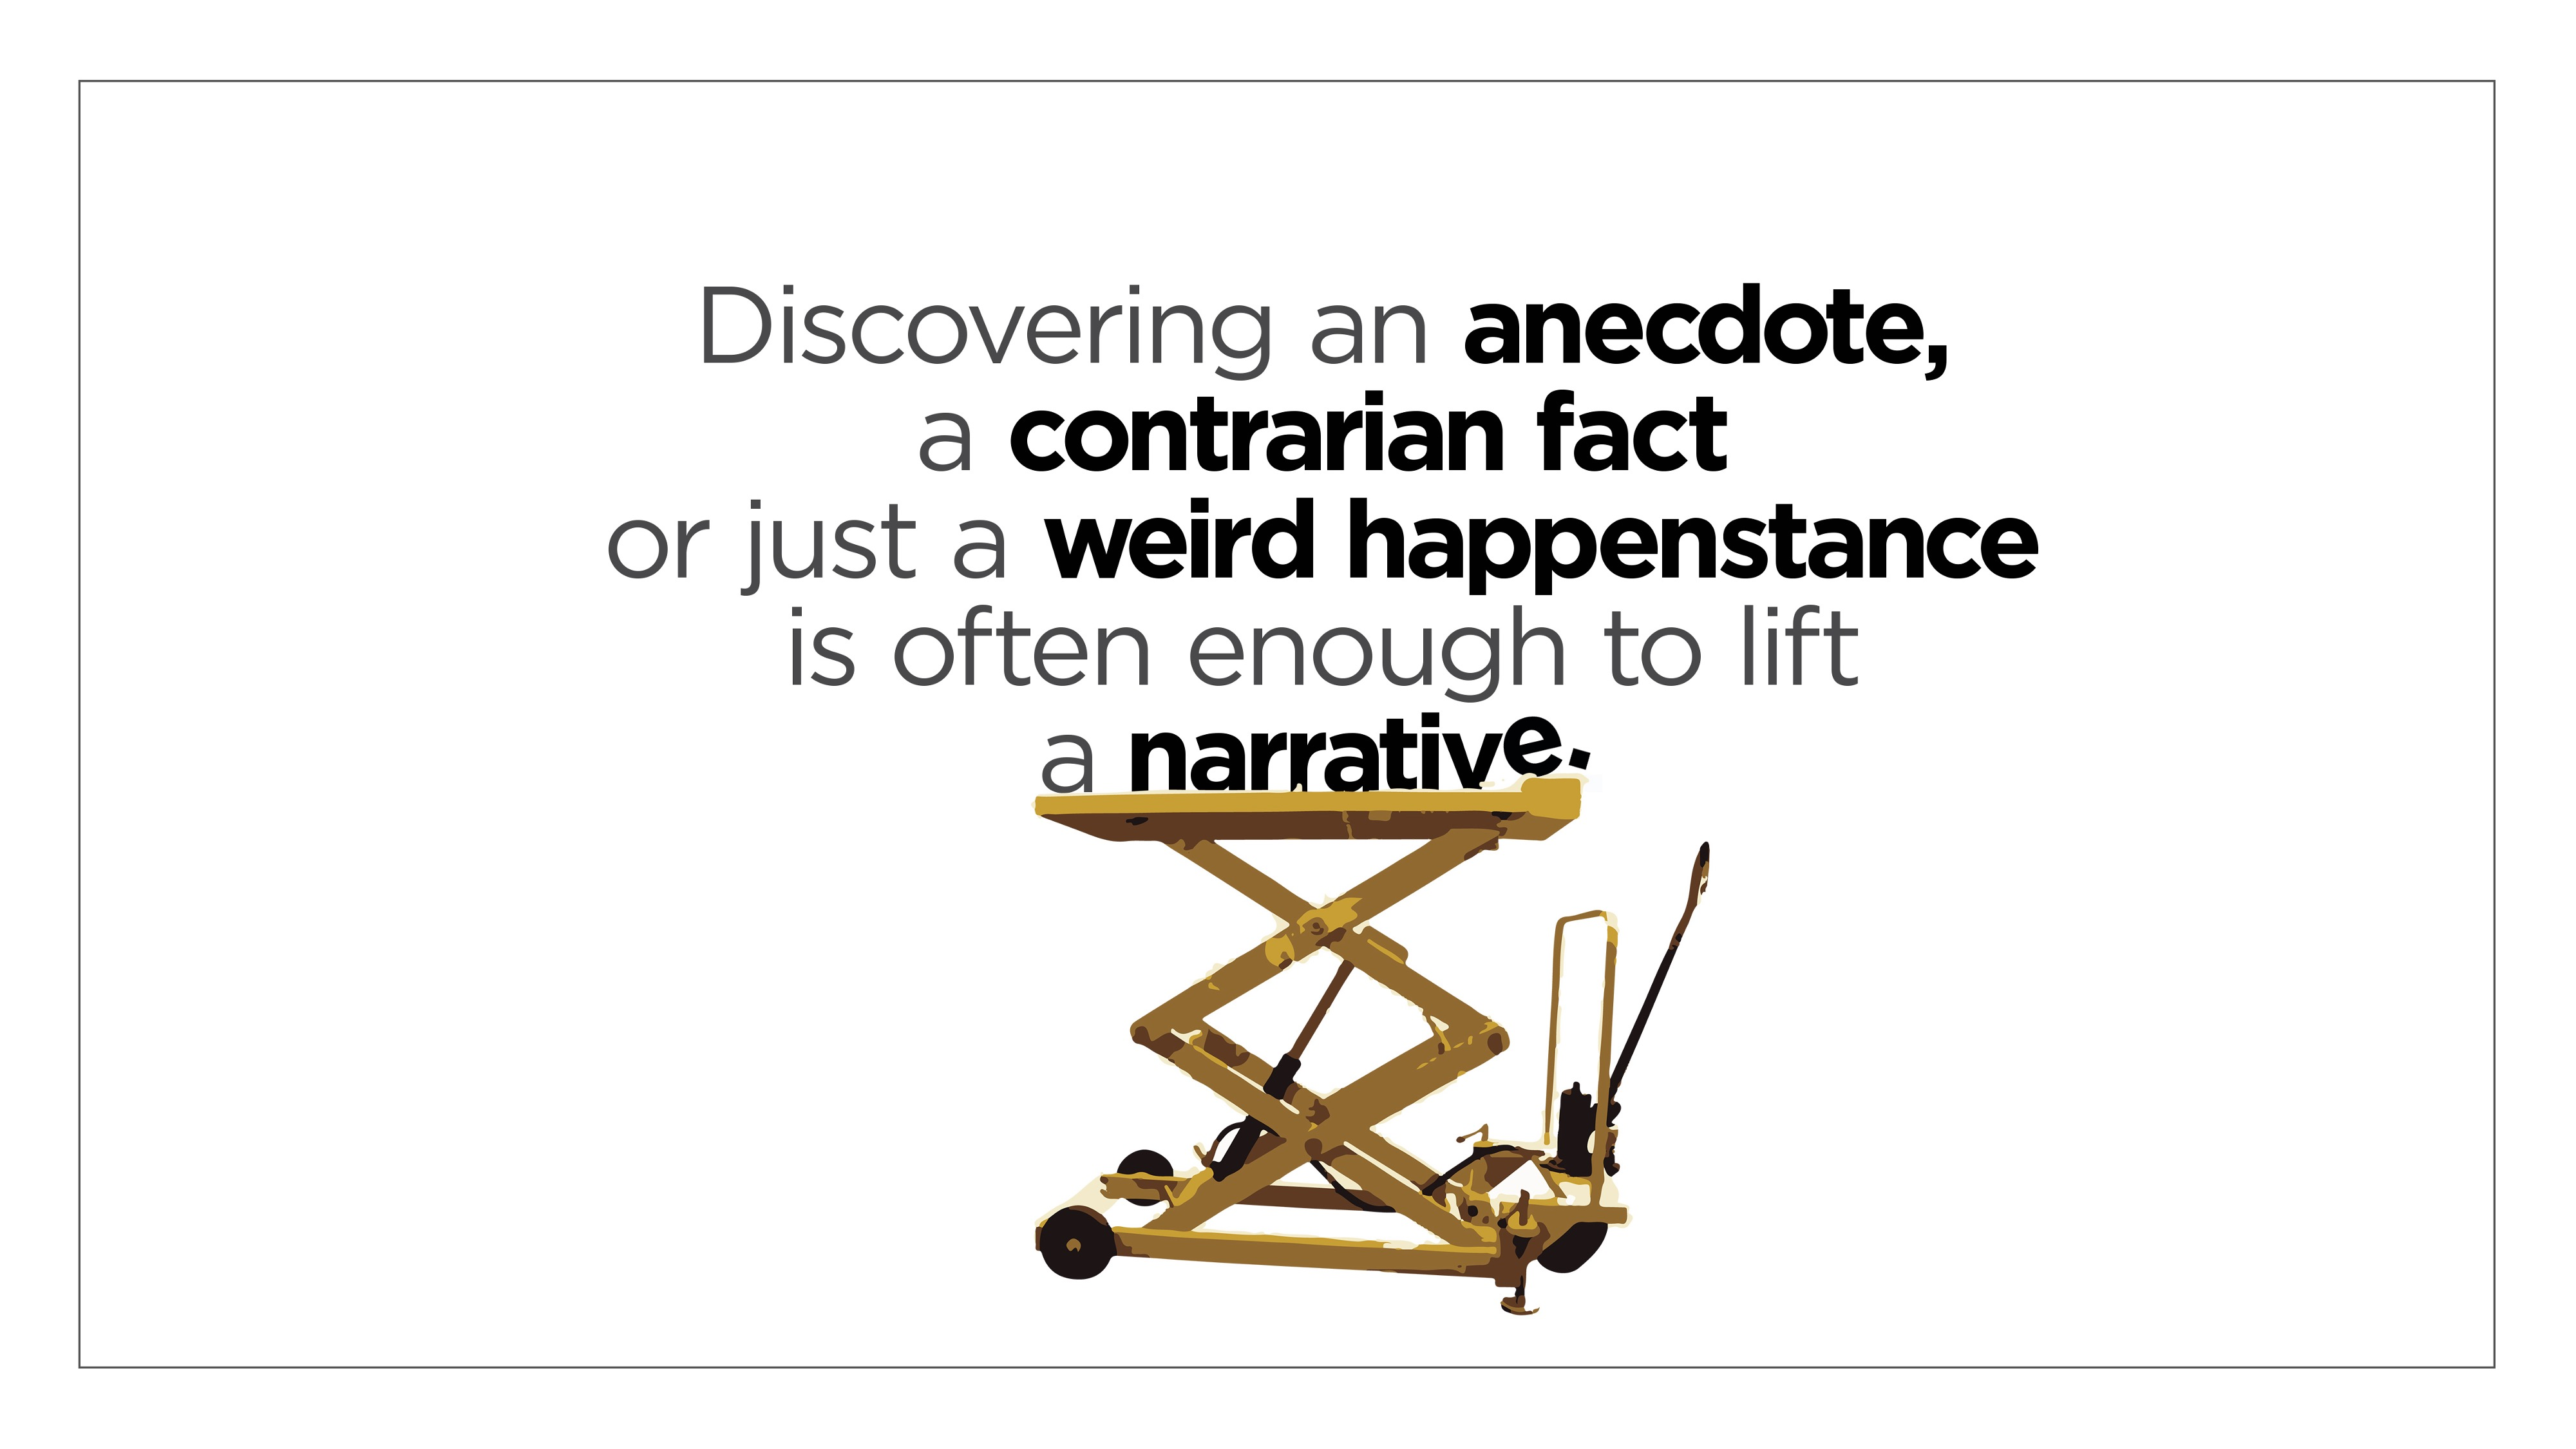 Discovering an anecdote,
a contrarian fact
or just a weird happenstance
is often enough to lift
a narrative.